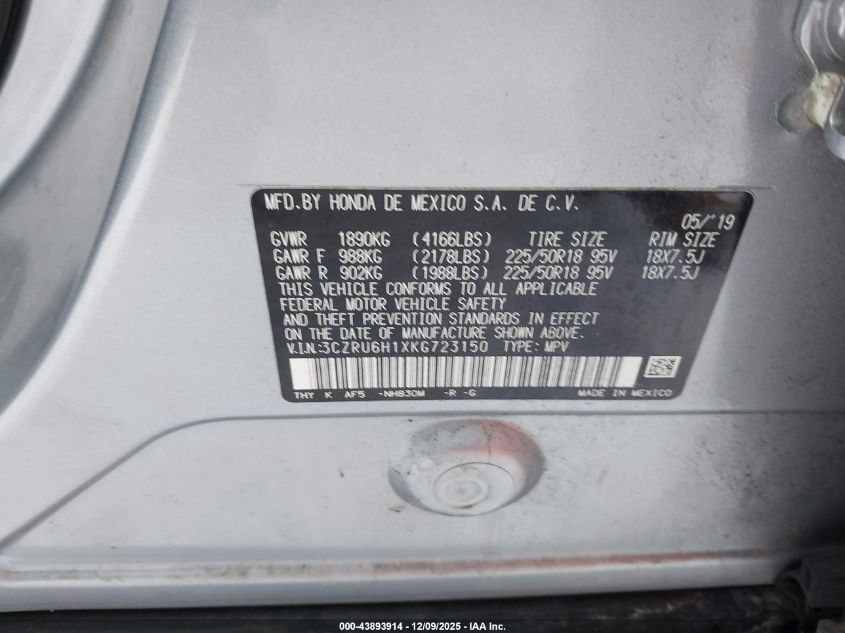 MFD.BY HONDA DE MEXICO S.A. DE C.V.
05/'19
GVWR 1890KG (4166LBS) TIRE SIZE RIM SIZE
GAWR F 988KG (2178LBS) 225/50R18 95V 18X7.5J
GAWR R 902KG (1988LBS) 225/50R18 95V 18X7.5J
THIS VEHICLE CONFORMS TO ALL APPLICABLE
FEDERAL MOTOR VEHICLE SAFETY
AND THEFT PREVENTION STANDARDS IN EFFECT
ON THE DATE OF MANUFACTURE SHOWN ABOVE.
V.I.N.:3CZRU6H1XKG723150 TYPE: MPV
THY K AF5 -NH830M -R -G MADE IN MEXICO
000-43893914 - 12/09/2025 - IAA Inc.